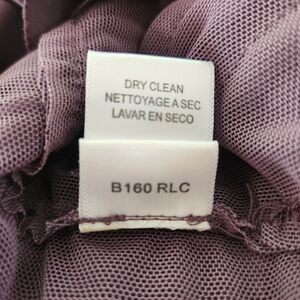 DRY CLEAN
NETTOYAGE A SEC
LAVAR EN SECO
B160 RLC